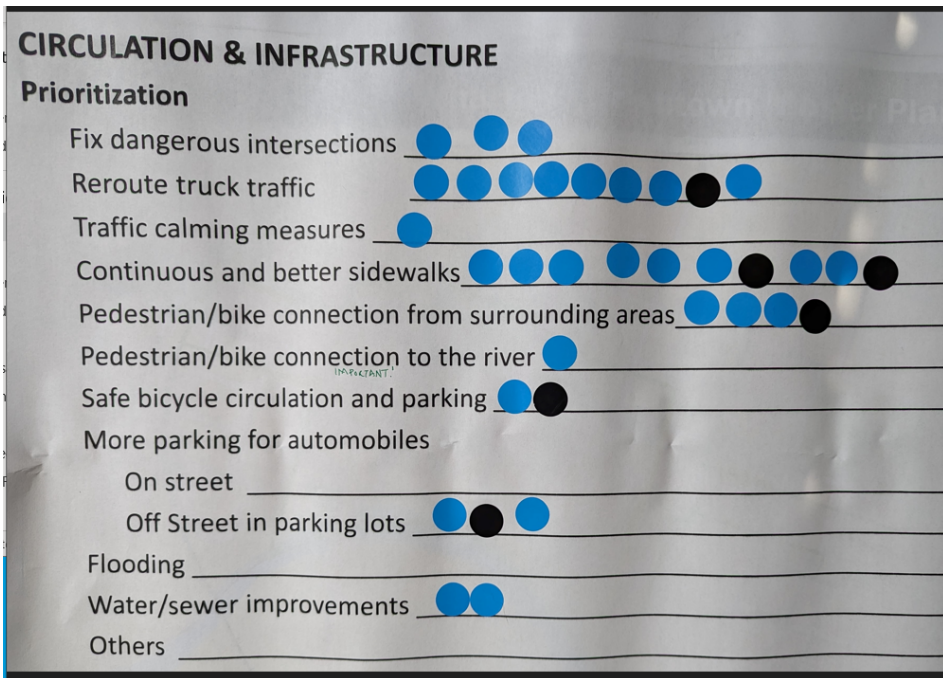 CIRCULATION & INFRASTRUCTURE
Prioritization
Fix dangerous intersections
Reroute truck traffic
Traffic calming measures
Continuous and better sidewalks
Pedestrian/bike connection from surrounding areas
Pedestrian/bike connection to the river
IMPORTANT!
Safe bicycle circulation and parking
More parking for automobiles
On street
Off Street in parking lots
Flooding
Water/sewer improvements
Others